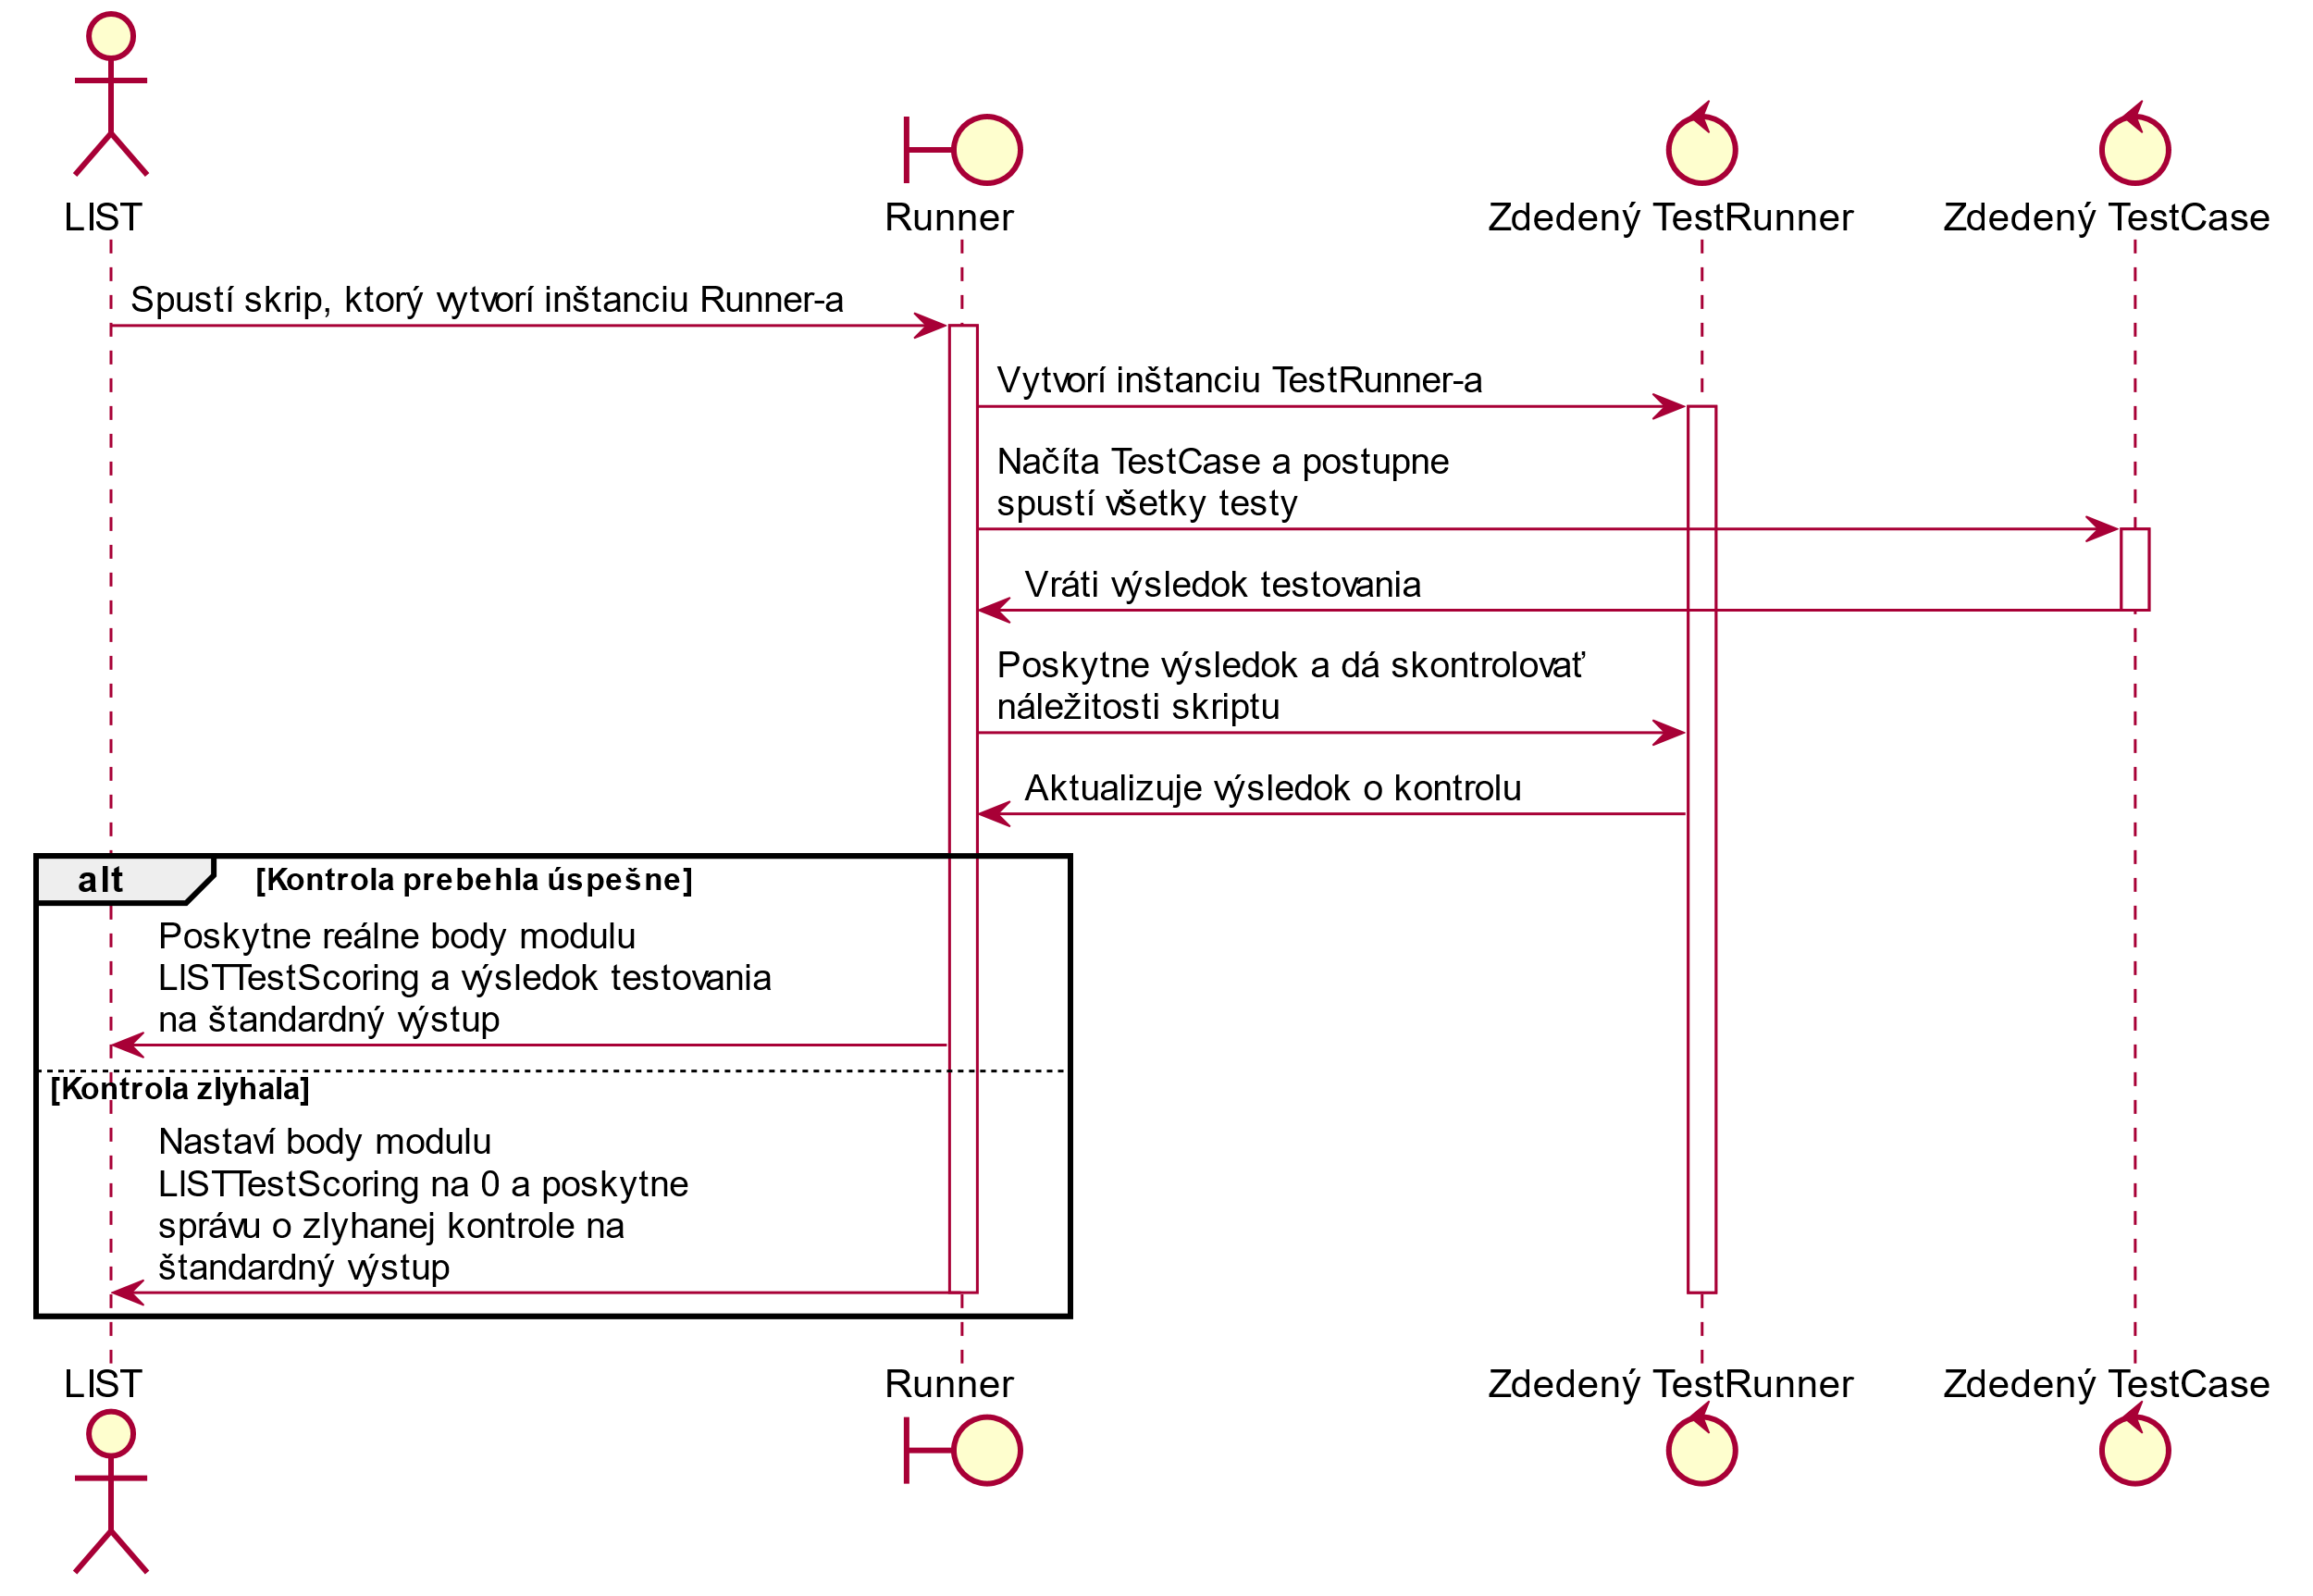 LIST
Runner
Zdedený TestRunner
Zdedený TestCase
Spustí skrip, ktorý vytvorí inštanciu Runner-a
Vytvorí inštanciu TestRunner-a
Načíta TestCase a postupne
spustí všetky testy
Vráti výsledok testovania
Poskytne výsledok a dá skontrolovať
náležitosti skriptu
Aktualizuje výsledok o kontrolu
alt
[Kontrola prebehla úspešne]
Poskytne reálne body modulu
LISTTestScoring a výsledok testovania
na štandardný výstup
[Kontrola zlyhala]
Nastaví body modulu
LISTTestScoring na 0 a poskytne
správu o zlyhanej kontrole na
štandardný výstup
LIST
Runner
Zdedený TestRunner
Zdedený TestCase